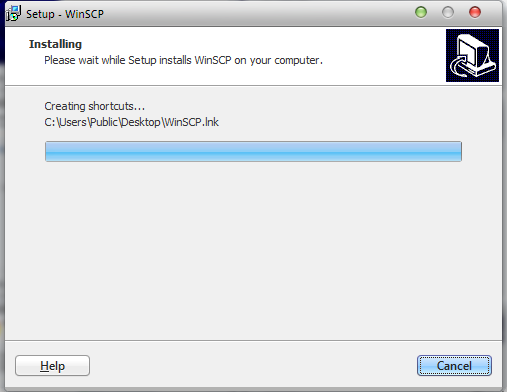 Setup - WinSCP
Installing
Please wait while Setup installs WinSCP on your computer.
Creating shortcuts...
C:\Users\Public\Desktop\WinSCP.lnk
Help
Cancel